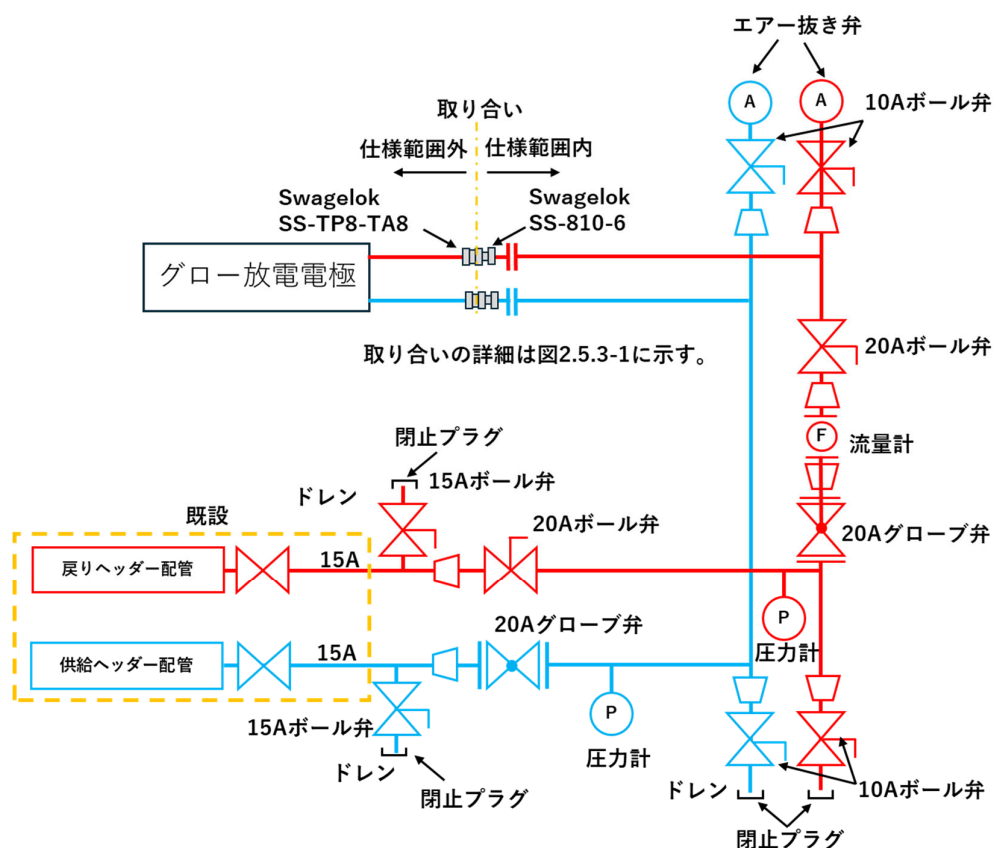 エアー抜き弁
A
A
10Aボール弁
取り合い
仕様範囲外
仕様範囲内
Swagelok
SS-TP8-TA8
Swagelok
SS-810-6
グロー放電電極
取り合いの詳細は図2.5.3-1に示す。
20Aボール弁
F
流量計
閉止プラグ
15Aボール弁
ドレン
20Aボール弁
20Aグローブ弁
既設
戻りヘッダー配管
15A
P
圧力計
20Aグローブ弁
供給ヘッダー配管
15A
P
圧力計
15Aボール弁
ドレン
閉止プラグ
ドレン
10Aボール弁
閉止プラグ